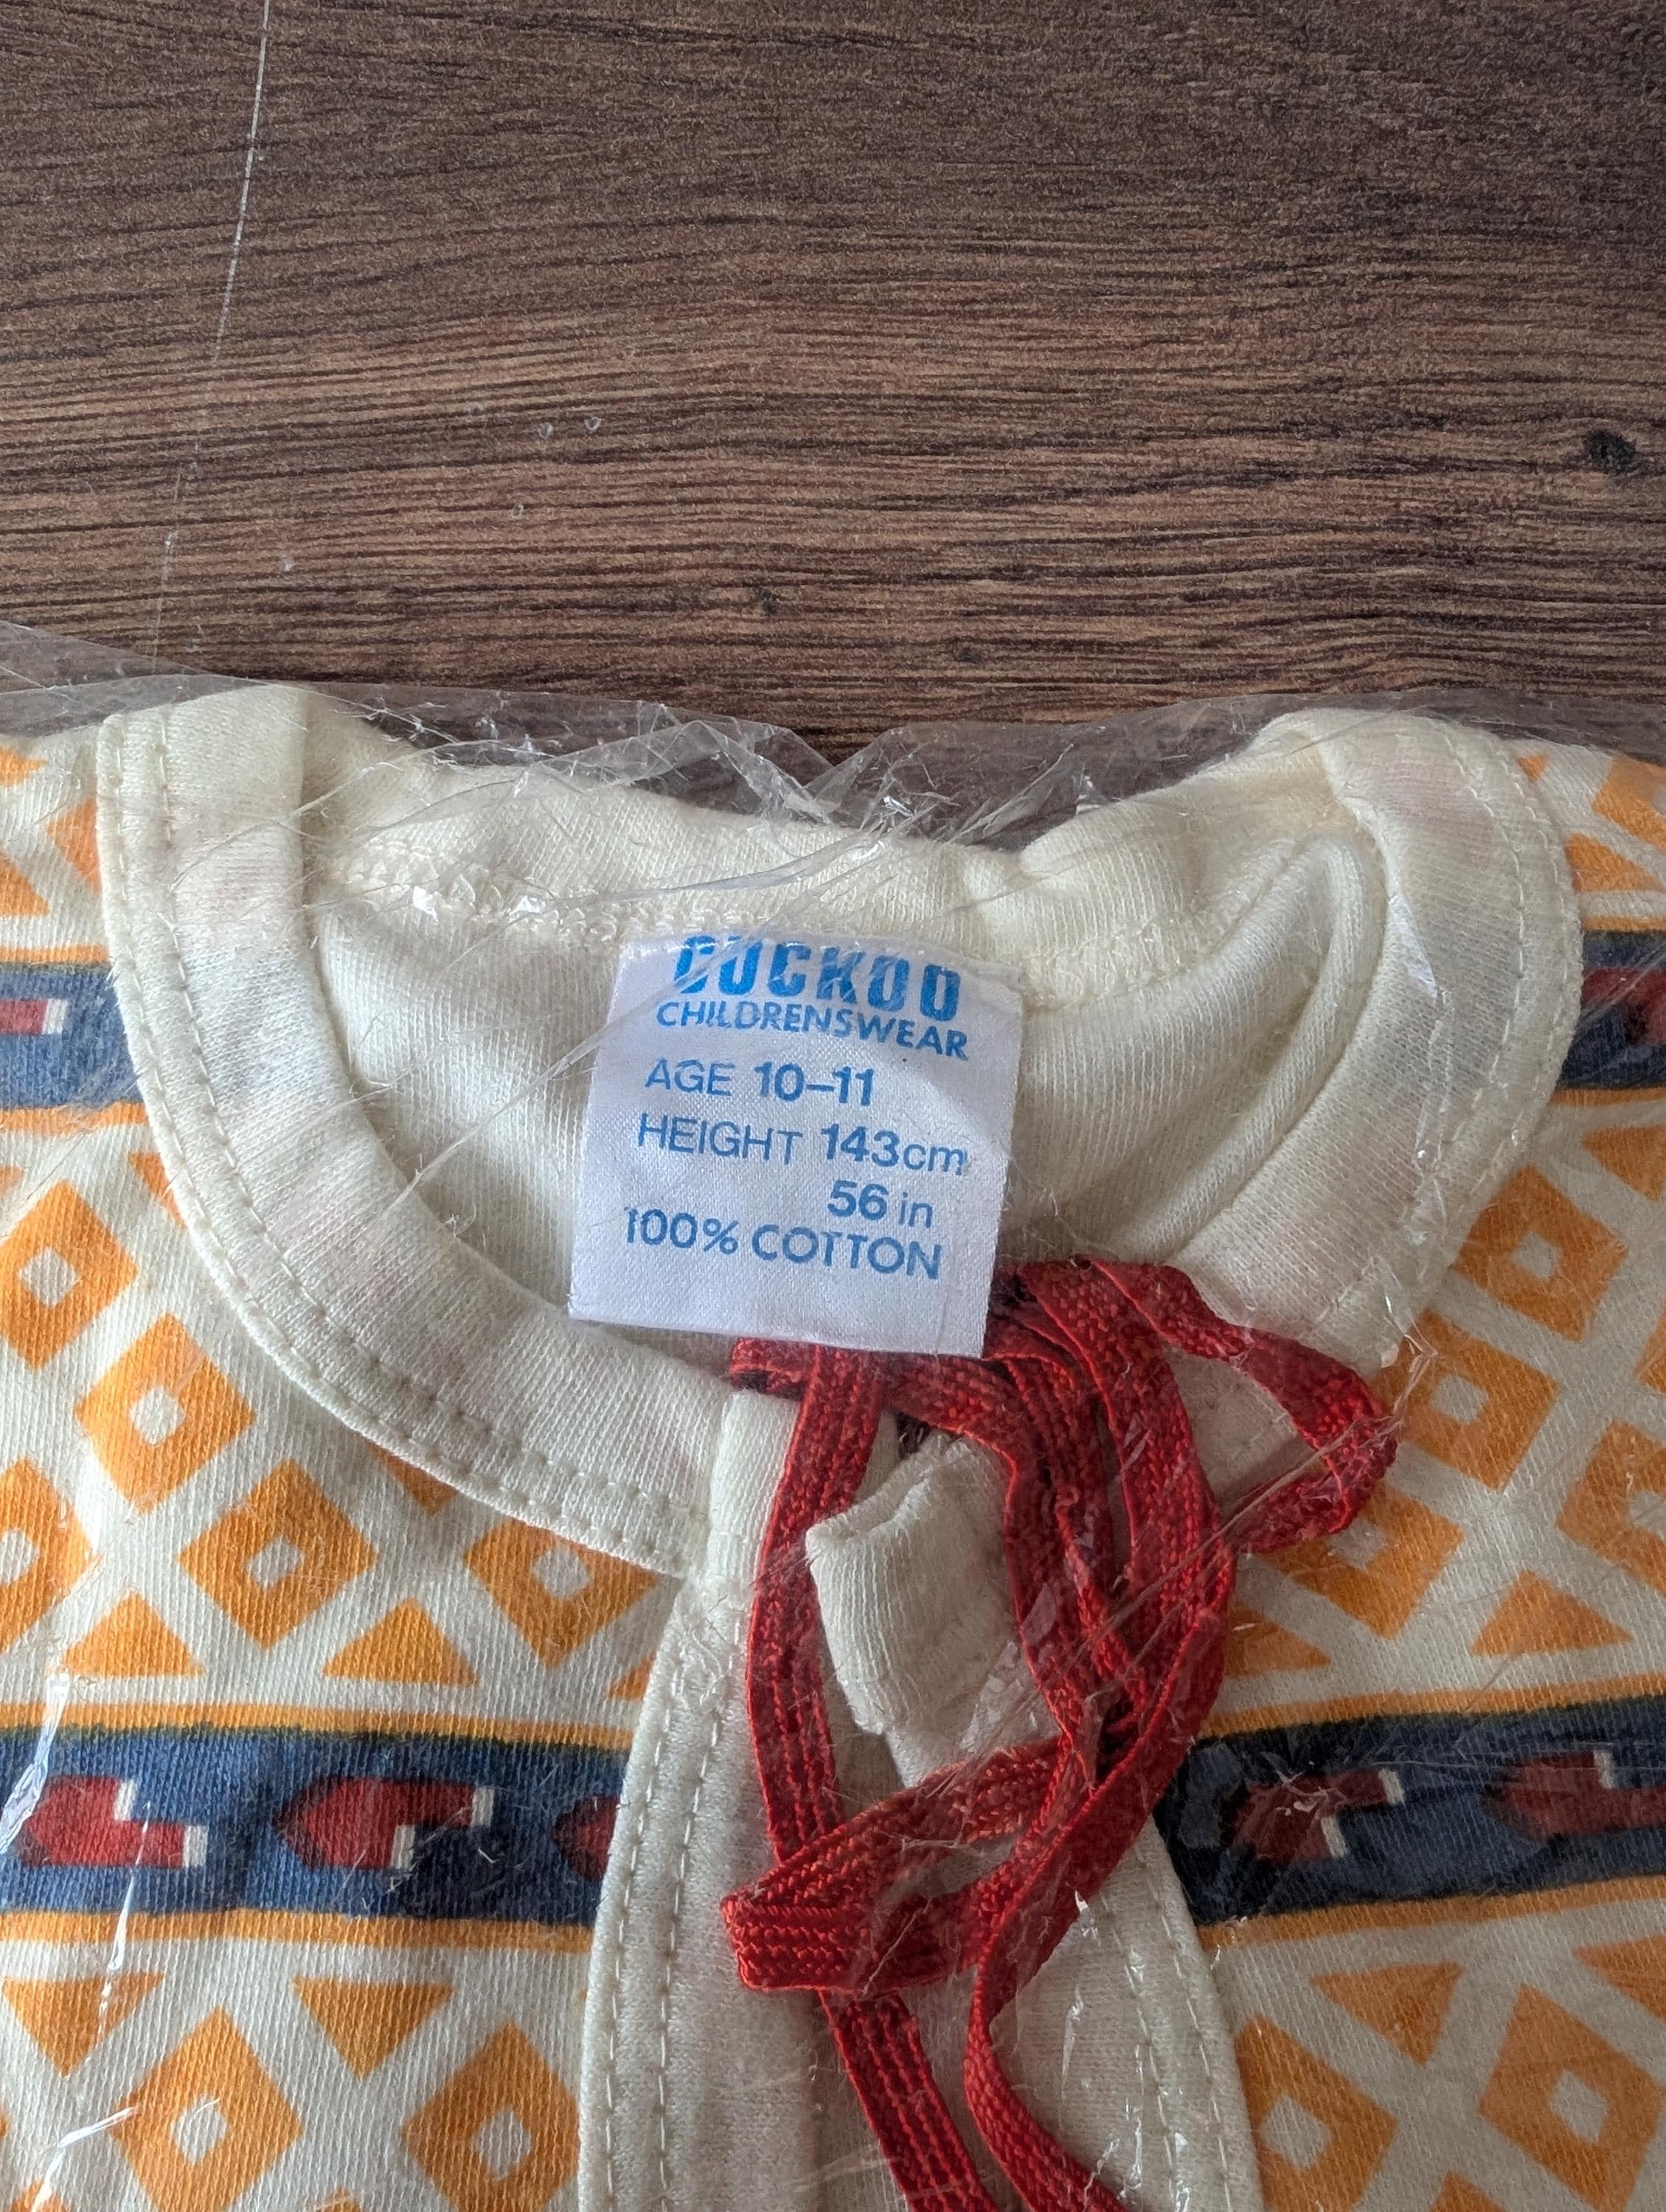 CUCKOO
CHILDRENSWEAR
AGE 10–11
HEIGHT 143cm
56 in
100% COTTON